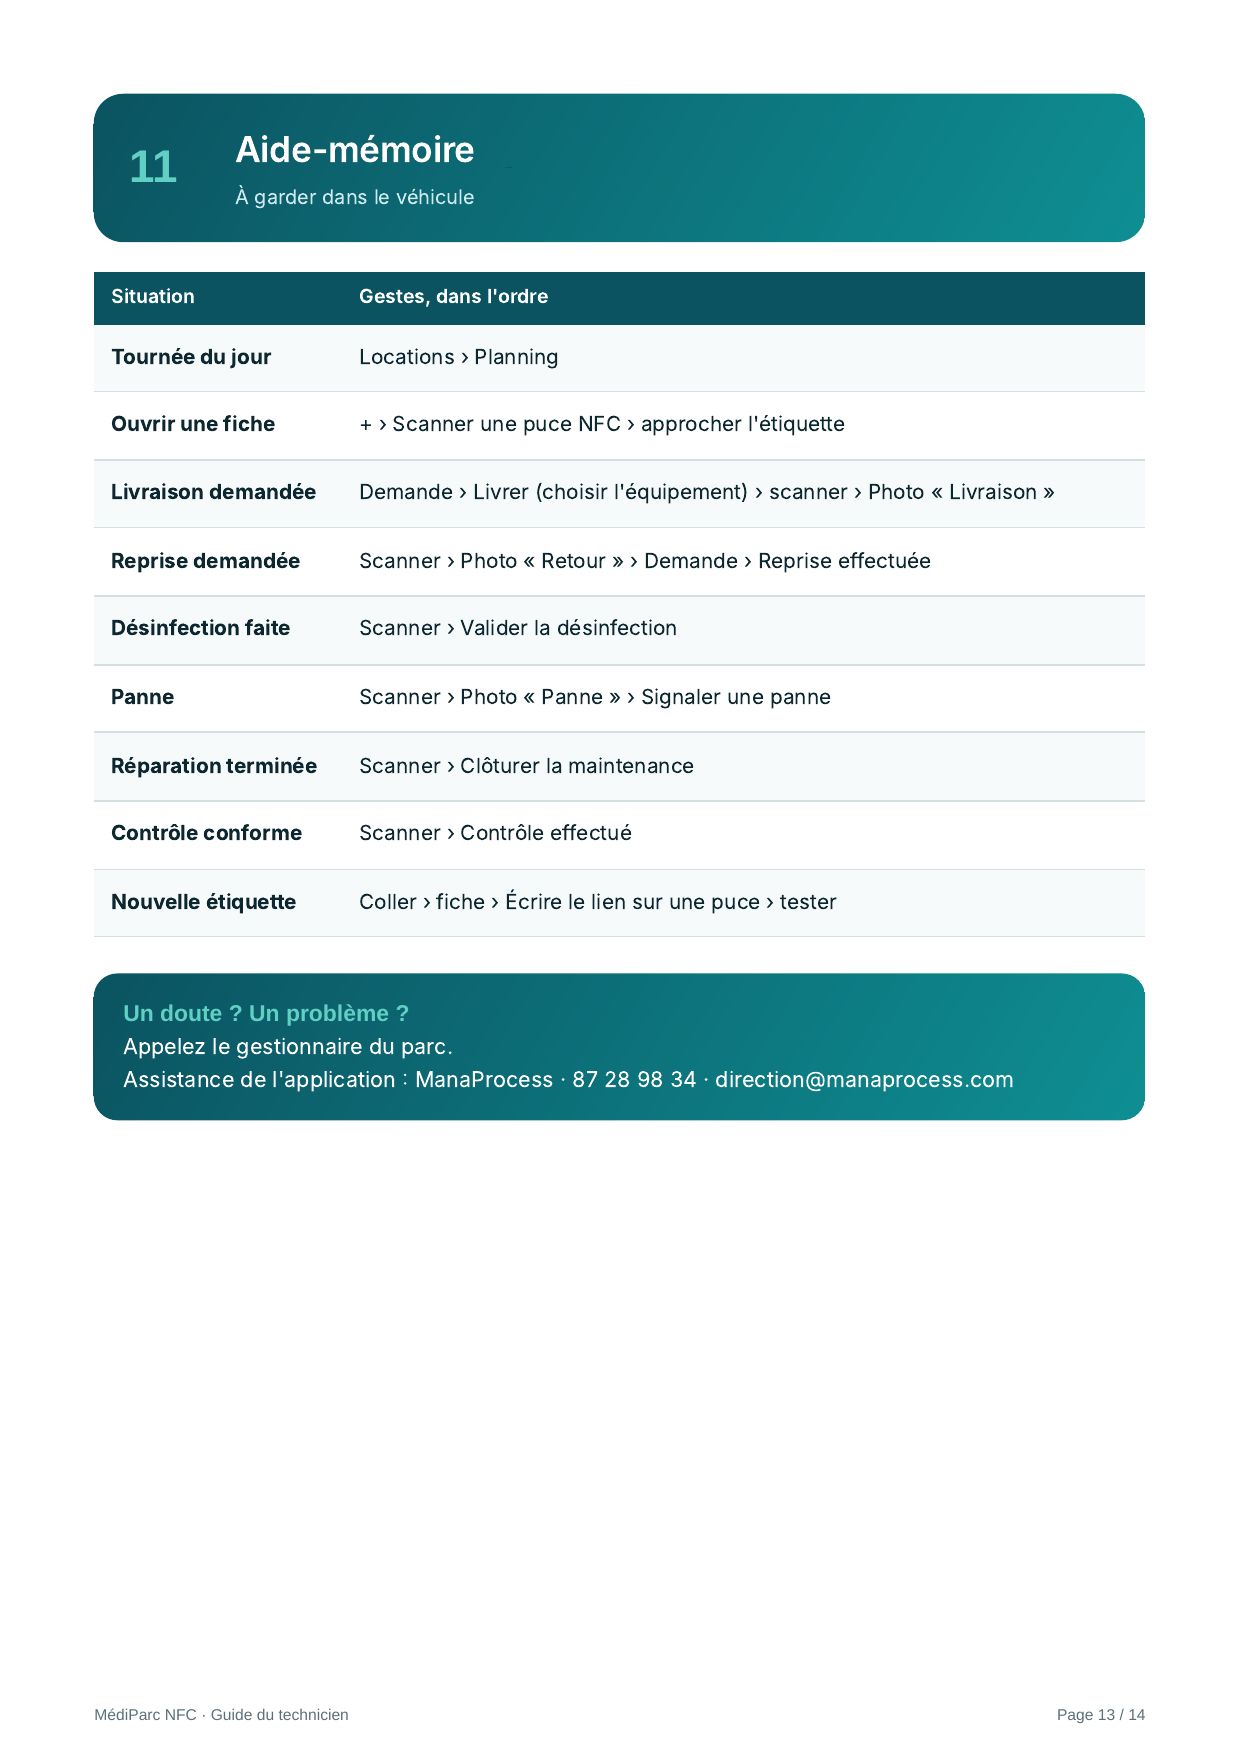 11
Aide-mémoire
À garder dans le véhicule
Situation Gestes, dans l'ordre
Tournée du jour Locations › Planning
Ouvrir une fiche + › Scanner une puce NFC › approcher l'étiquette
Livraison demandée Demande › Livrer (choisir l'équipement) › scanner › Photo « Livraison »
Reprise demandée Scanner › Photo « Retour » › Demande › Reprise effectuée
Désinfection faite Scanner › Valider la désinfection
Panne Scanner › Photo « Panne » › Signaler une panne
Réparation terminée Scanner › Clôturer la maintenance
Contrôle conforme Scanner › Contrôle effectué
Nouvelle étiquette Coller › fiche › Écrire le lien sur une puce › tester
Un doute ? Un problème ?
Appelez le gestionnaire du parc.
Assistance de l'application : ManaProcess · 87 28 98 34 · direction@manaprocess.com
MédiParc NFC · Guide du technicien Page 13 / 14